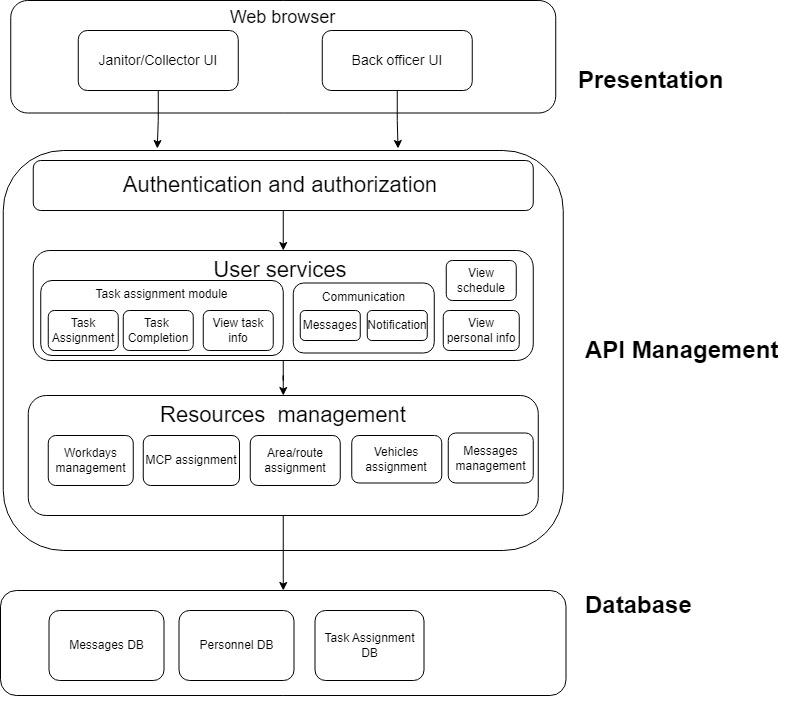 Web browser
Janitor/Collector UI
Back officer UI
Presentation
Authentication and authorization
User services
Task assignment module
Task
Assignment
Task
Completion
View task
info
Communication
Messages
Notification
View
schedule
View
personal info
API Management
Resources  management
Workdays
management
MCP assignment
Area/route
assignment
Vehicles
assignment
Messages
management
Database
Messages DB
Personnel DB
Task Assignment
DB